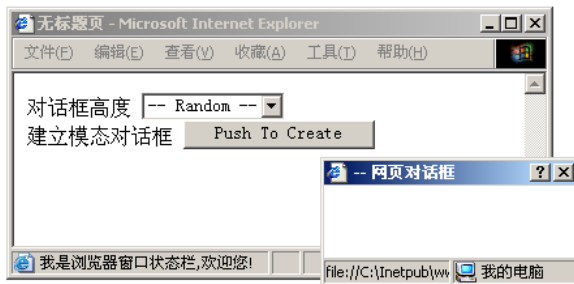 无标题页 - Microsoft Internet Explorer
文件(F) 编辑(E) 查看(V) 收藏(A) 工具(T) 帮助(H)
对话框高度 -- Random --
建立模态对话框 Push To Create
-- 网页对话框
我是浏览器窗口状态栏,欢迎您!
file://C:\Inetpub\ww 我的电脑